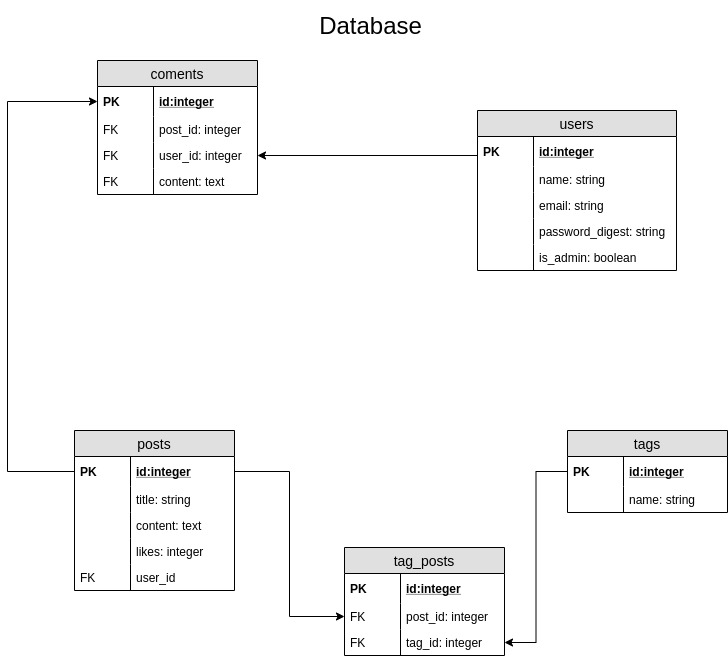 Database
coments
PK id:integer
FK post_id: integer
FK user_id: integer
FK content: text
users
PK id:integer
name: string
email: string
password_digest: string
is_admin: boolean
posts
PK id:integer
title: string
content: text
likes: integer
FK user_id
tags
PK id:integer
name: string
tag_posts
PK id:integer
FK post_id: integer
FK tag_id: integer